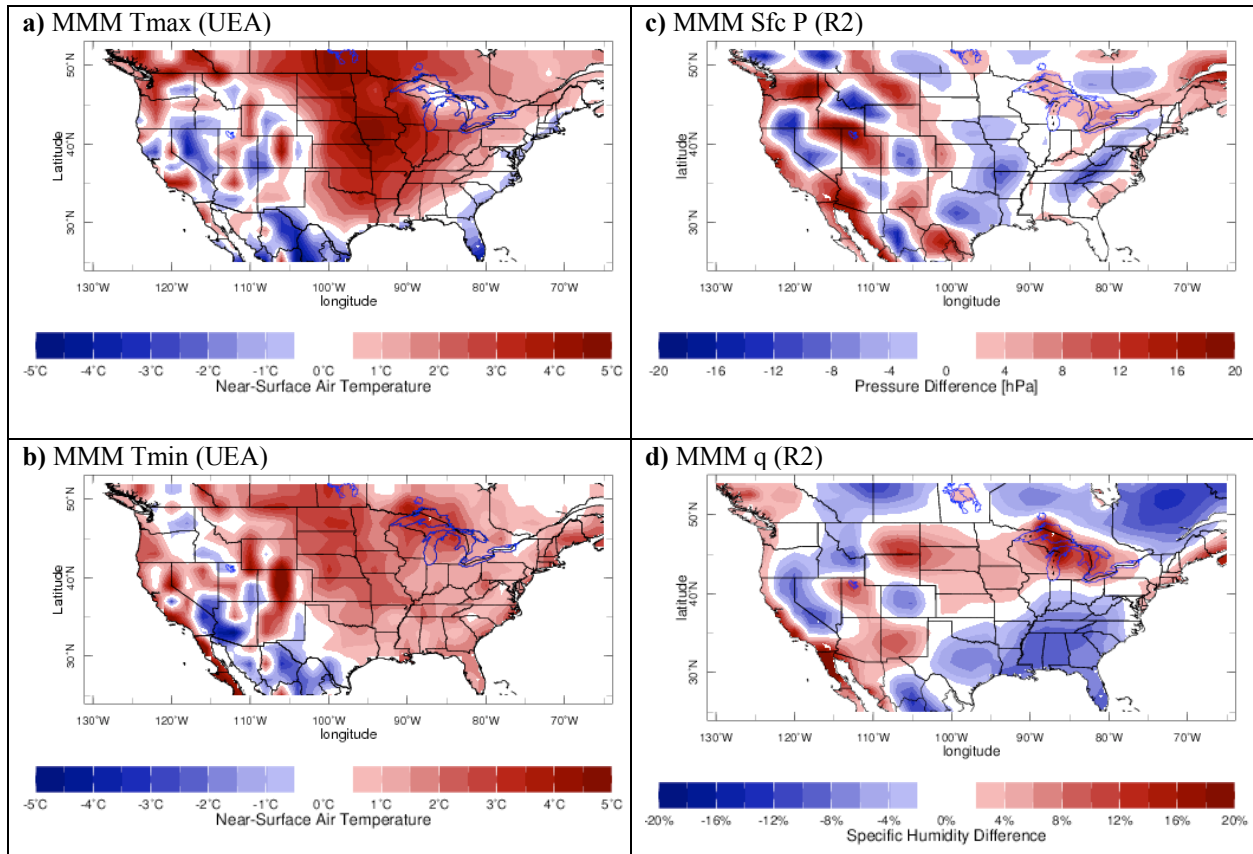 a) MMM Tmax (UEA)
50°N
40°N
30°N
Latitude
130°W 120°W 110°W 100°W 90°W 80°W 70°W
longitude
-5°C -4°C -3°C -2°C -1°C 0°C 1°C 2°C 3°C 4°C 5°C
Near-Surface Air Temperature
c) MMM Sfc P (R2)
50°N
40°N
30°N
latitude
130°W 120°W 110°W 100°W 90°W 80°W 70°W
longitude
-20 -16 -12 -8 -4 0 4 8 12 16 20
Pressure Difference [hPa]
b) MMM Tmin (UEA)
50°N
40°N
30°N
Latitude
130°W 120°W 110°W 100°W 90°W 80°W 70°W
longitude
-5°C -4°C -3°C -2°C -1°C 0°C 1°C 2°C 3°C 4°C 5°C
Near-Surface Air Temperature
d) MMM q (R2)
50°N
40°N
30°N
latitude
130°W 120°W 110°W 100°W 90°W 80°W 70°W
longitude
-20% -16% -12% -8% -4% 0% 4% 8% 12% 16% 20%
Specific Humidity Difference